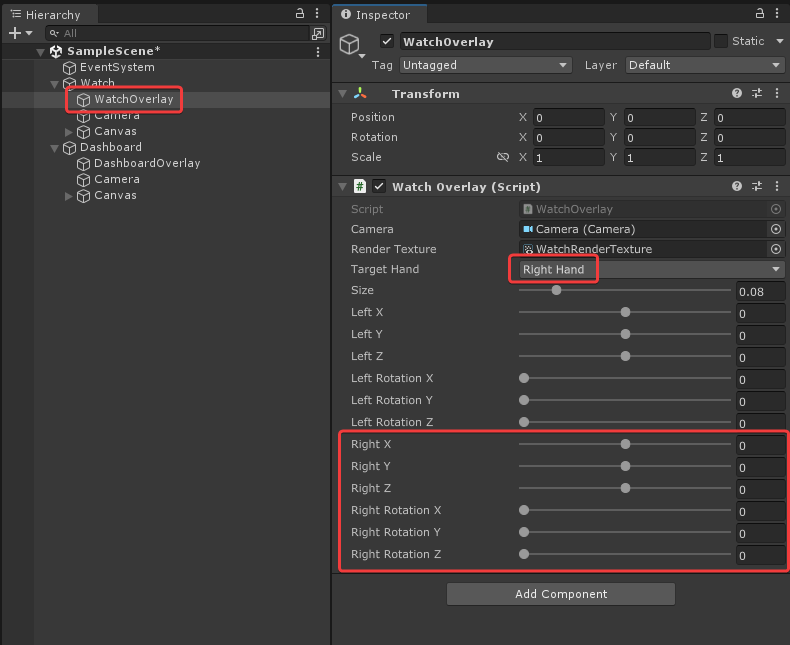 Hierarchy
All
SampleScene*
EventSystem
Watch
WatchOverlay
Camera
Canvas
Dashboard
DashboardOverlay
Camera
Canvas
Inspector
WatchOverlay
Static
Tag Untagged Layer Default
Transform
Position X 0 Y 0 Z 0
Rotation X 0 Y 0 Z 0
Scale X 1 Y 1 Z 1
# Watch Overlay (Script)
Script # WatchOverlay
Camera Camera (Camera)
Render Texture WatchRenderTexture
Target Hand Right Hand
Size 0.08
Left X 0
Left Y 0
Left Z 0
Left Rotation X 0
Left Rotation Y 0
Left Rotation Z 0
Right X 0
Right Y 0
Right Z 0
Right Rotation X 0
Right Rotation Y 0
Right Rotation Z 0
Add Component